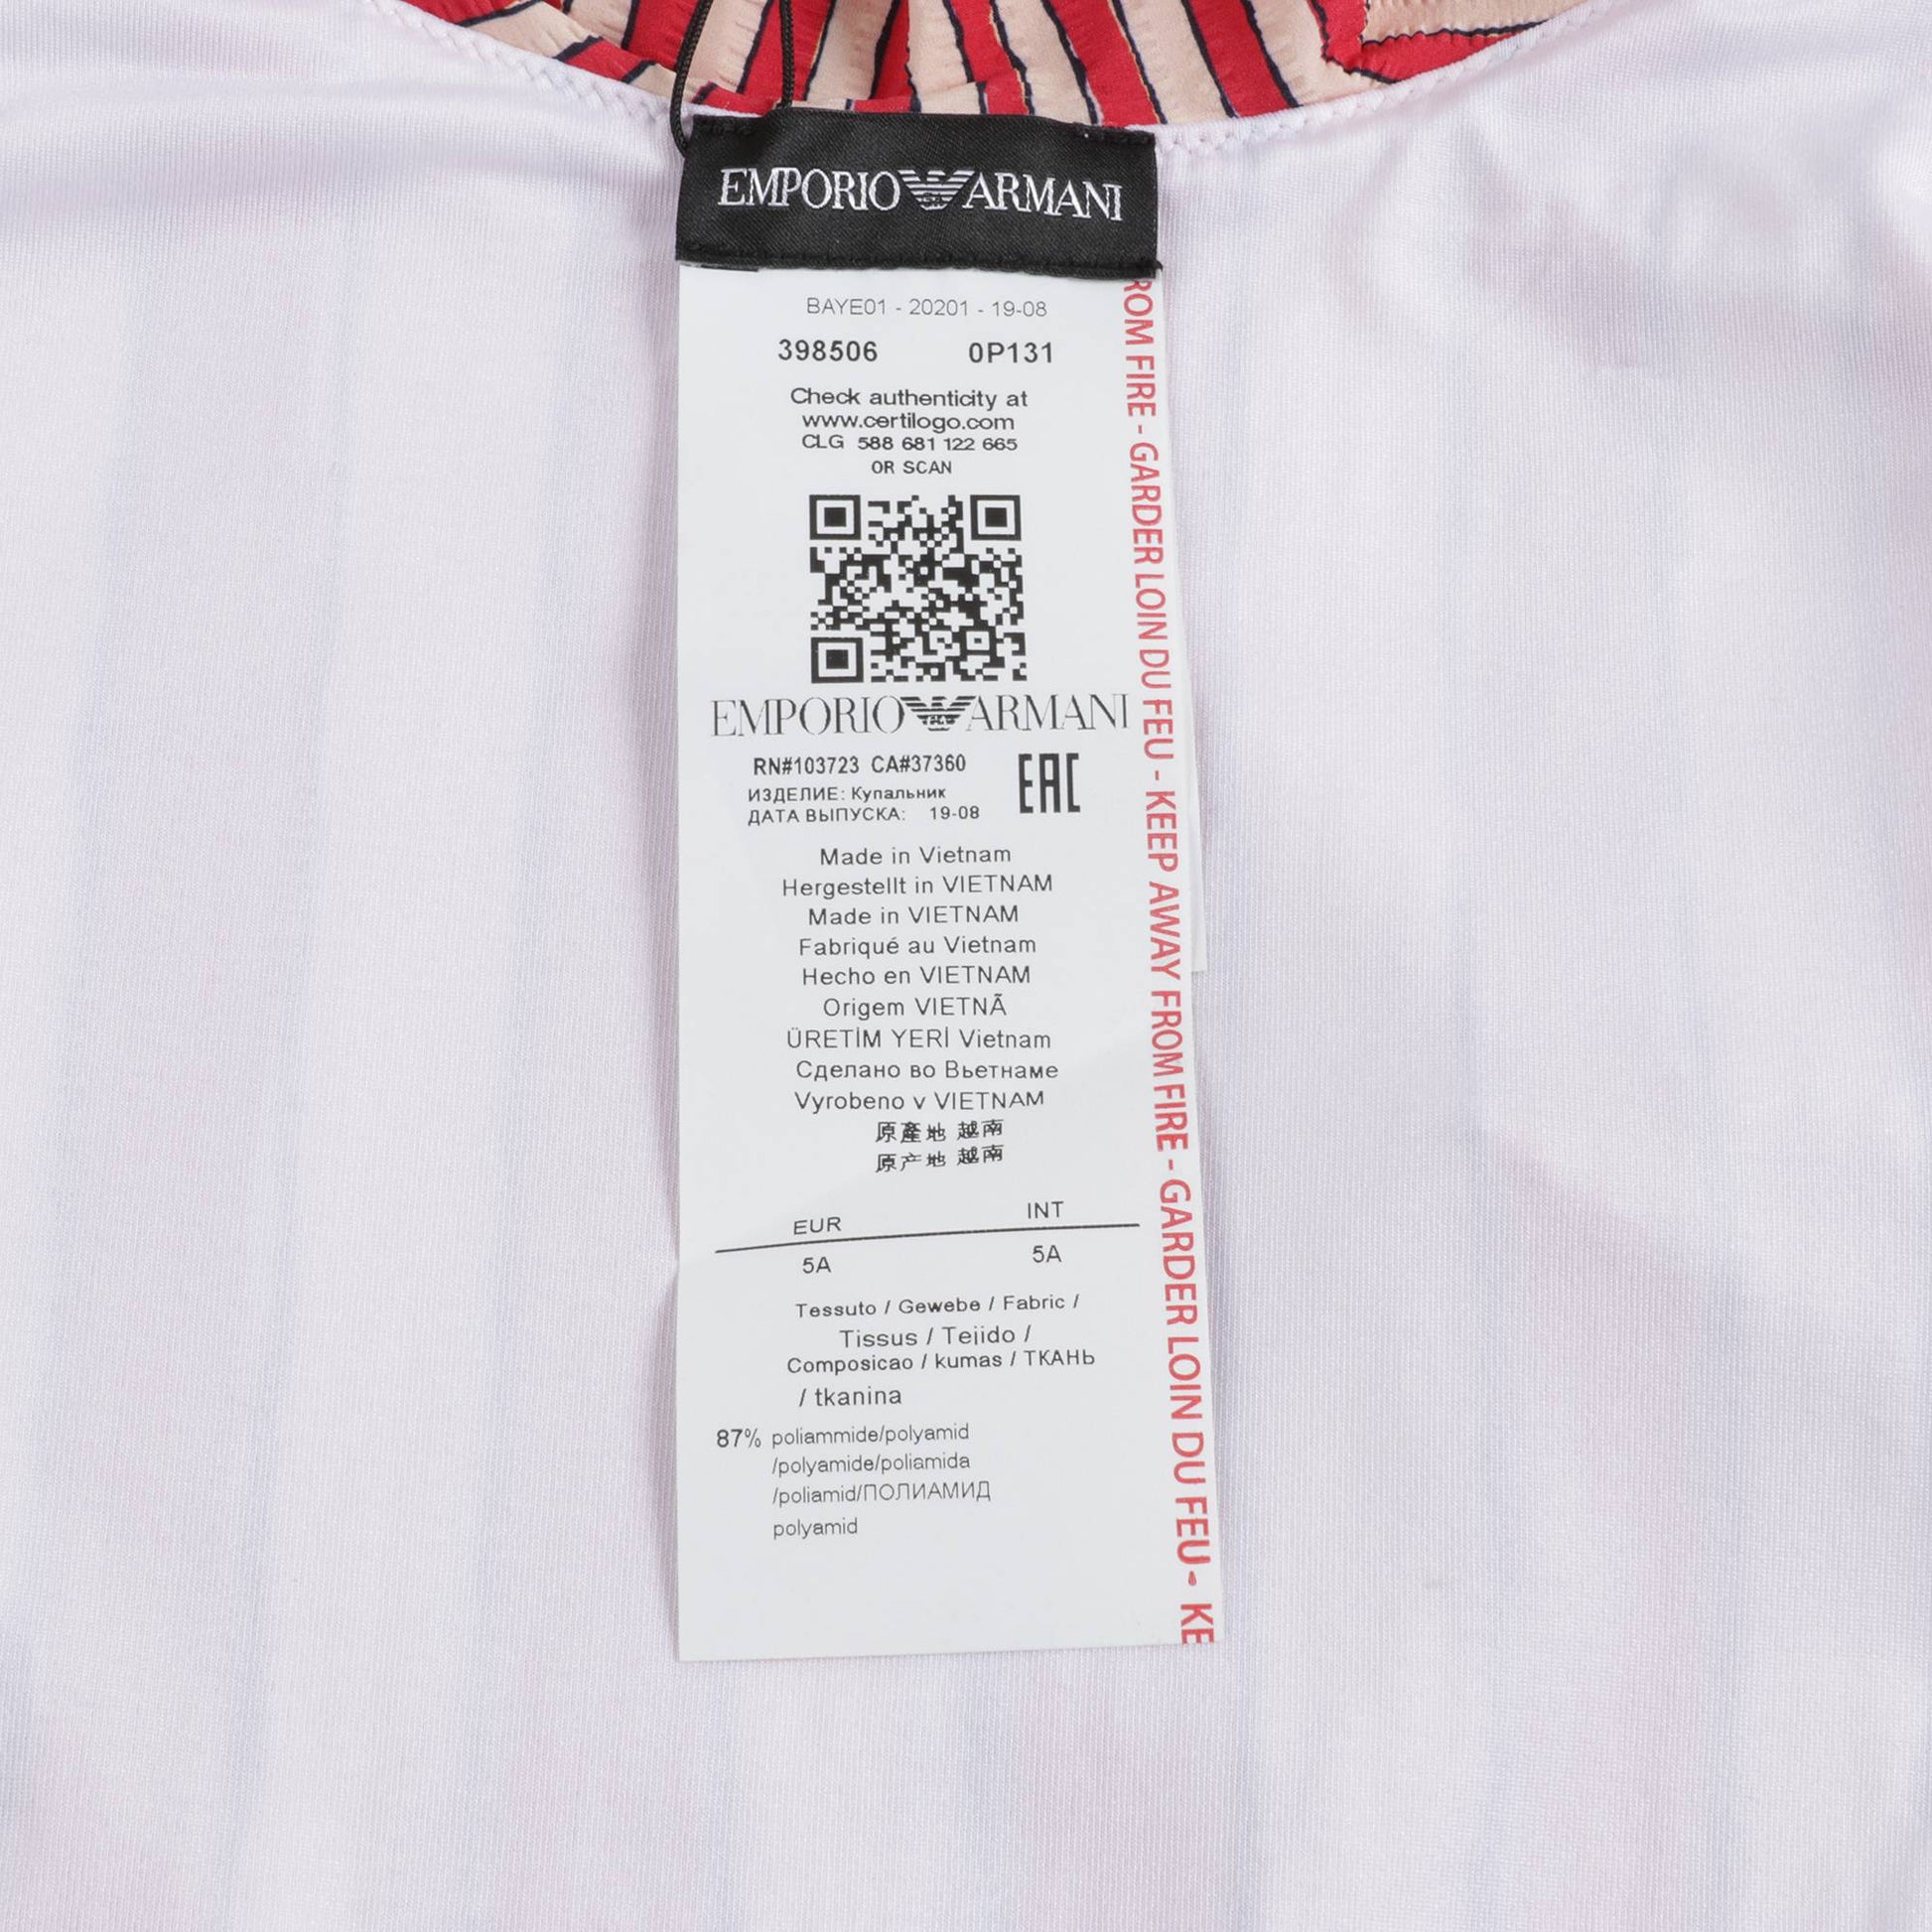 EMPORIO ARMANI
BAYE01 - 20201 - 19-08
398506 0P131
Check authenticity at
www.certilogo.com
CLG 588 681 122 665
OR SCAN
EMPORIO ARMANI
RN#103723 CA#37360
EAC
ИЗДЕЛИЕ: Купальник
ДАТА ВЫПУСКА: 19-08
Made in Vietnam
Hergestellt in VIETNAM
Made in VIETNAM
Fabriqué au Vietnam
Hecho en VIETNAM
Origem VIETNÃ
ÜRETİM YERİ Vietnam
Сделано во Вьетнаме
Vyrobeno v VIETNAM
原產地 越南
原产地 越南
EUR INT
5A 5A
Tessuto / Gewebe / Fabric /
Tissus / Tejido /
Composicao / kumas / ТКАНЬ
/ tkanina
87% poliammide/polyamid
/polyamide/poliamida
/poliamid/ПОЛИАМИД
polyamid
ROM FIRE - GARDER LOIN DU FEU - KEEP AWAY FROM FIRE - GARDER LOIN DU FEU - KE